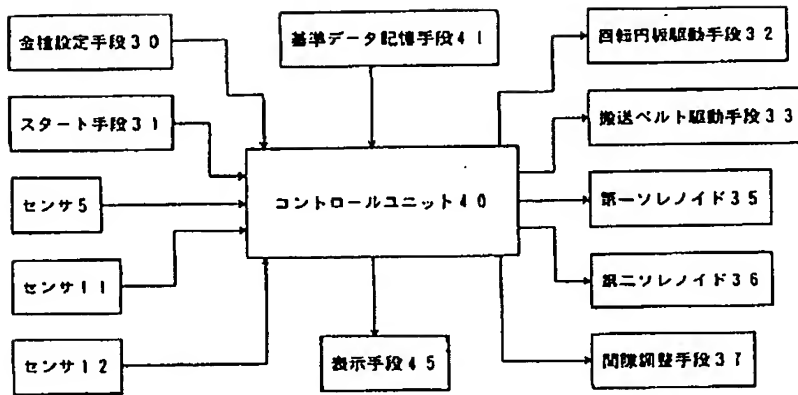 金種設定手段30
基準データ記憶手段41
回転円板駆動手段32
スタート手段31
搬送ベルト駆動手段33
センサ5
コントロールユニット40
第一ソレノイド35
センサ11
第二ソレノイド36
センサ12
表示手段45
間隙調整手段37